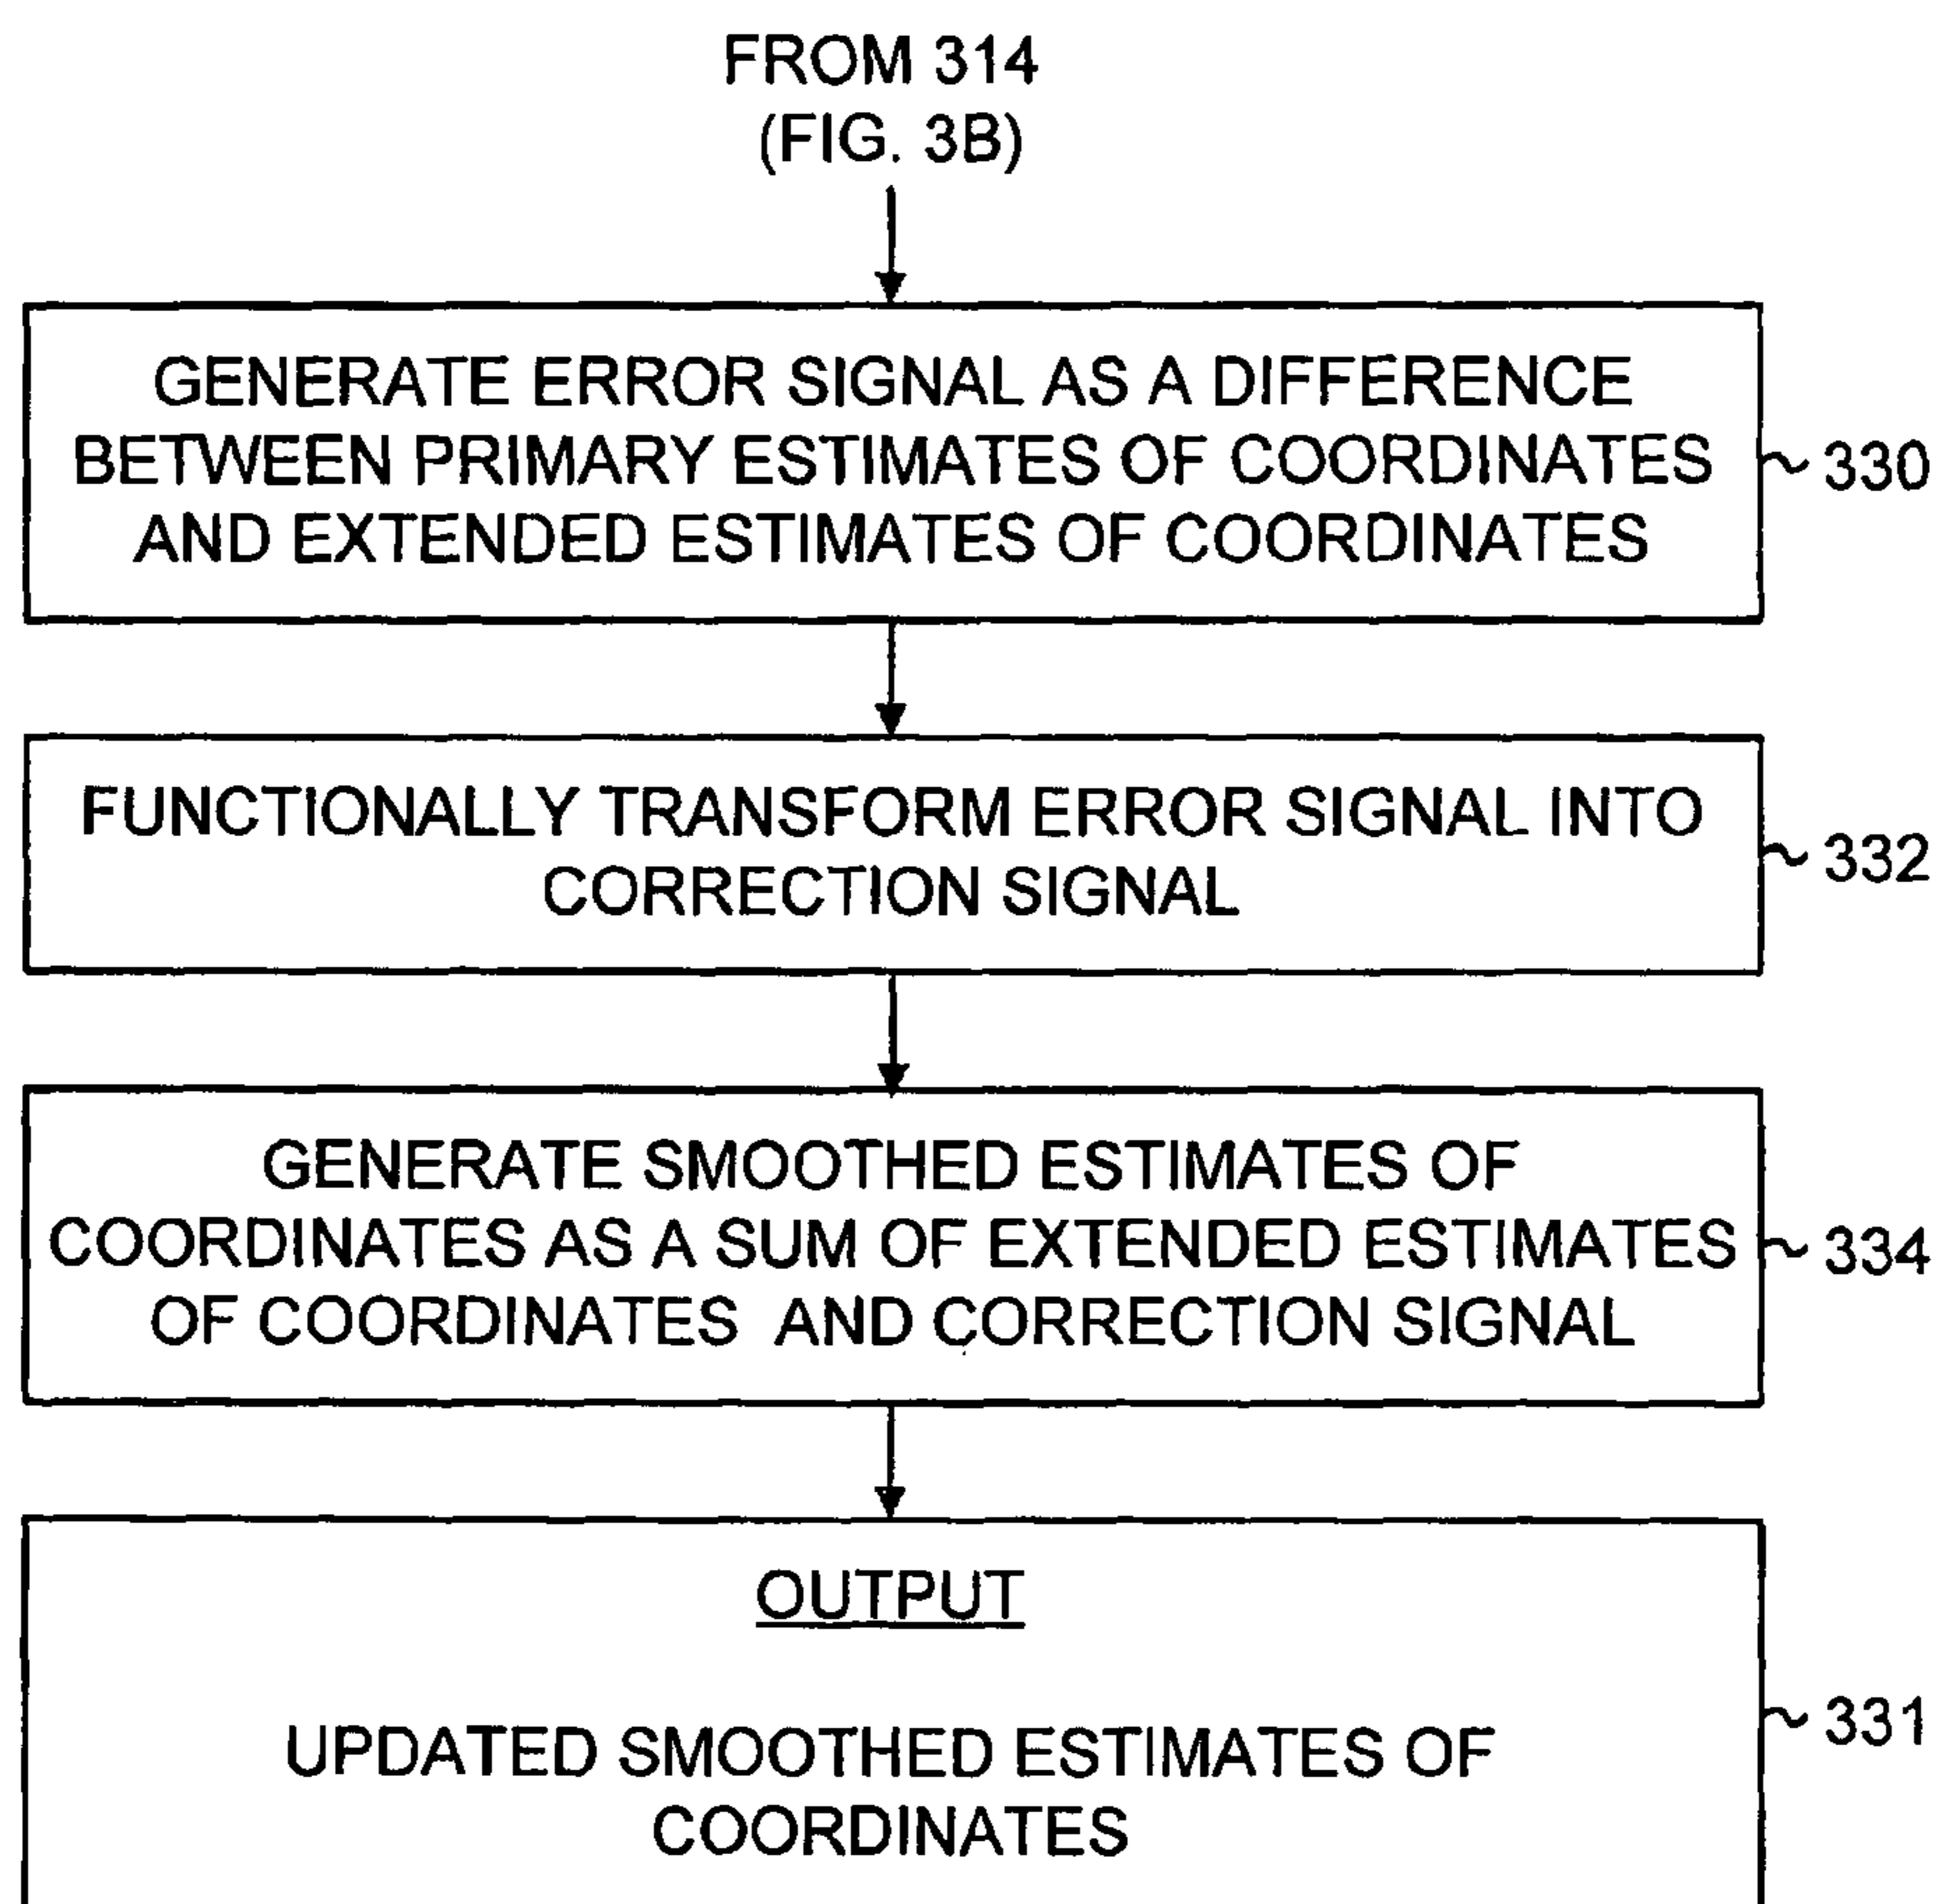 FROM 314
(FIG. 3B)
GENERATE ERROR SIGNAL AS A DIFFERENCE
BETWEEN PRIMARY ESTIMATES OF COORDINATES
AND EXTENDED ESTIMATES OF COORDINATES
330
FUNCTIONALLY TRANSFORM ERROR SIGNAL INTO
CORRECTION SIGNAL
332
GENERATE SMOOTHED ESTIMATES OF
COORDINATES AS A SUM OF EXTENDED ESTIMATES
OF COORDINATES AND CORRECTION SIGNAL
334
OUTPUT
UPDATED SMOOTHED ESTIMATES OF
COORDINATES
331